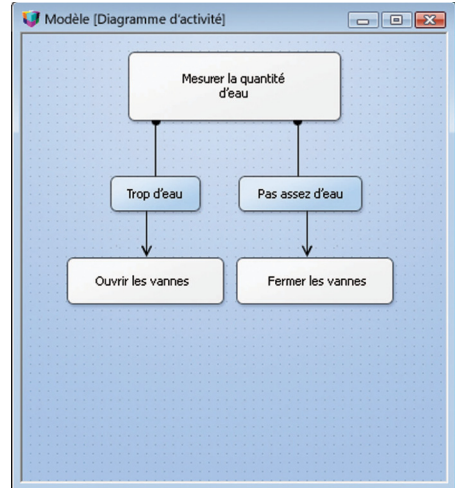 Modèle [Diagramme d'activité]
Mesurer la quantité
d'eau
Trop d'eau
Pas assez d'eau
Ouvrir les vannes
Fermer les vannes